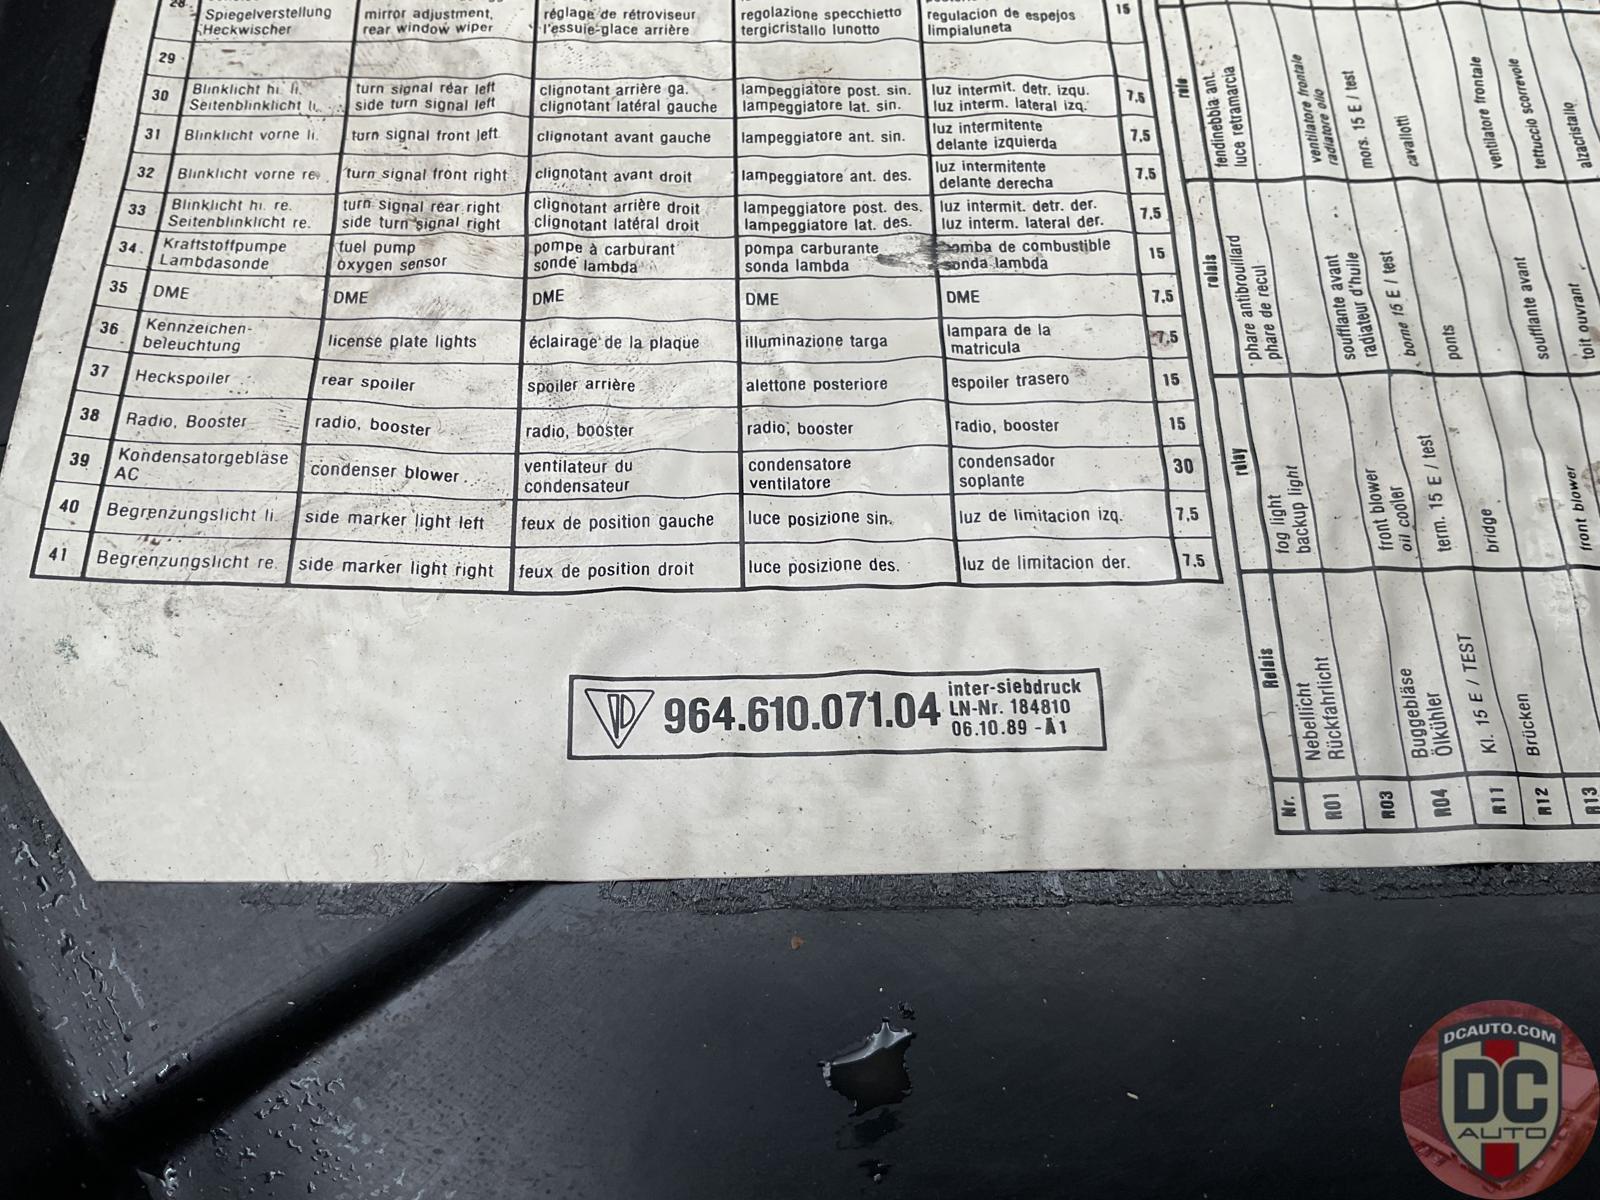 28
Spiegelverstellung
Heckwischer
mirror adjustment,
rear window wiper
réglage de rétroviseur
l'essuie-glace arrière
regolazione specchietto
tergicristallo lunotto
regulacion de espejos
limpialuneta
15
29
30
Blinklicht hi. li.
Seitenblinklicht li.
turn signal rear left
side turn signal left
clignotant arrière ga.
clignotant latéral gauche
lampeggiatore post. sin.
lampeggiatore lat. sin.
luz intermit. detr. izqu.
luz interm. lateral izq.
7,5
31
Blinklicht vorne li.
turn signal front left
clignotant avant gauche
lampeggiatore ant. sin.
luz intermitente
delante izquierda
7,5
32
Blinklicht vorne re.
turn signal front right
clignotant avant droit
lampeggiatore ant. des.
luz intermitente
delante derecha
7,5
33
Blinklicht hi. re.
Seitenblinklicht re.
turn signal rear right
side turn signal right
clignotant arrière droit
clignotant latéral droit
lampeggiatore post. des.
lampeggiatore lat. des.
luz intermit. detr. der.
luz interm. lateral der.
7,5
34
Kraftstoffpumpe
Lambdasonde
fuel pump
oxygen sensor
pompe à carburant
sonde lambda
pompa carburante
sonda lambda
bomba de combustible
sonda lambda
15
35
DME
DME
DME
DME
DME
7,5
36
Kennzeichen-
beleuchtung
license plate lights
éclairage de la plaque
illuminazione targa
lampara de la
matricula
7,5
37
Heckspoiler
rear spoiler
spoiler arrière
alettone posteriore
espoiler trasero
15
38
Radio, Booster
radio, booster
radio, booster
radio, booster
radio, booster
15
39
Kondensatorgebläse
AC
condenser blower
ventilateur du
condensateur
condensatore
ventilatore
condensador
soplante
30
40
Begrenzungslicht li.
side marker light left
feux de position gauche
luce posizione sin.
luz de limitacion izq.
7,5
41
Begrenzungslicht re.
side marker light right
feux de position droit
luce posizione des.
luz de limitacion der.
7,5
964.610.071.04
inter-siebdruck
LN-Nr. 184810
06.10.89 - A1
Nr.
Relais
relay
relais
rele
R01
Nebellicht
Rückfahrlicht
fog light
backup light
phare antibrouillard
phare de recul
fendinebbia ant.
luce retramarcia
R03
Buggebläse
Ölkühler
front blower
oil cooler
soufflante avant
radiateur d'huile
ventilatore frontale
radiatore olio
R04
Kl. 15 E / TEST
term. 15 E / test
borne 15 E / test
mors. 15 E / test
R11
Brücken
bridge
ponts
cavallotti
R12
R13
front blower
soufflante avant
ventilatore frontale
toit ouvrant
tettuccio scorrevole
alzacristallo
DCAUTO.COM
DC
AUTO